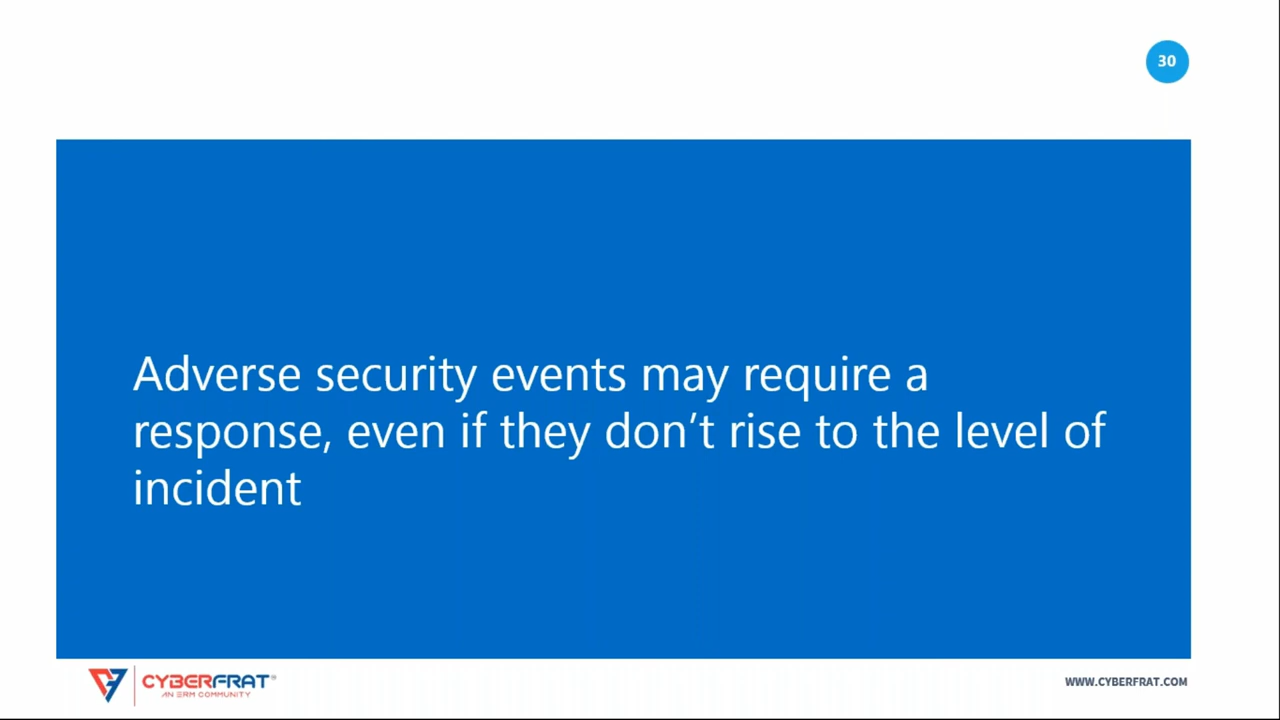 30
Adverse security events may require a
response, even if they don’t rise to the level of
incident
CYBERFRAT®
AN ERM COMMUNITY
WWW.CYBERFRAT.COM